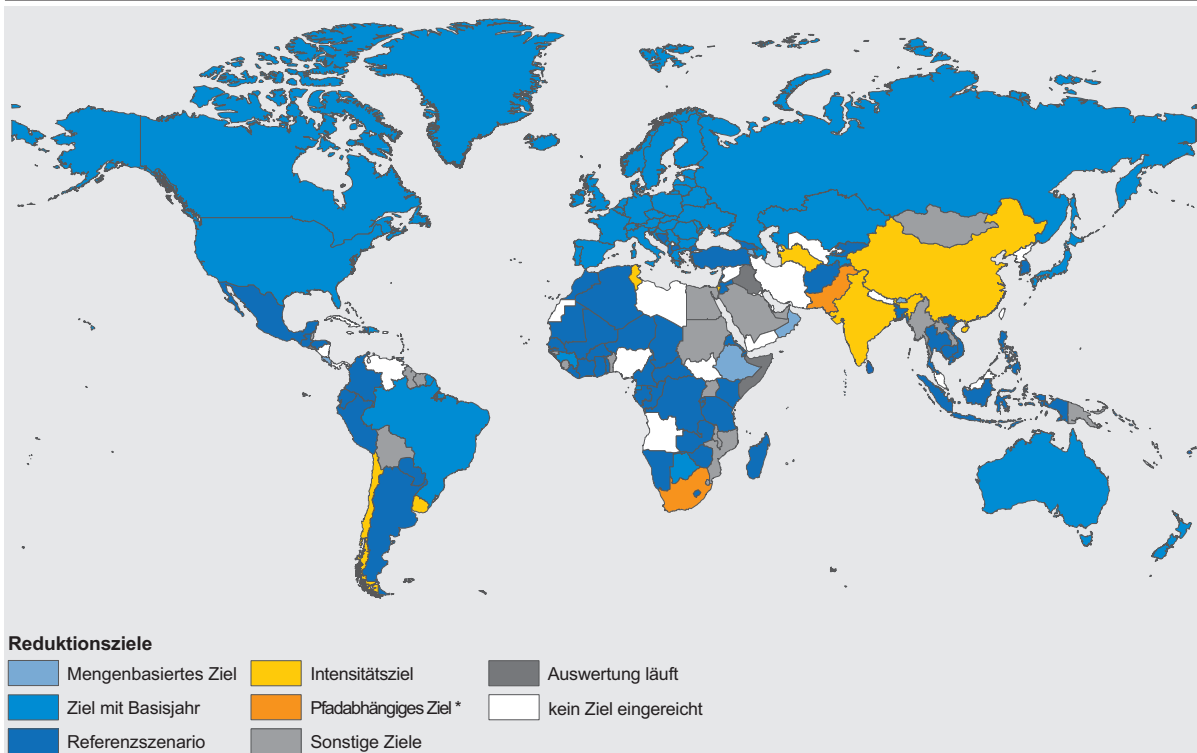 Reduktionsziele
Mengenbasiertes Ziel
Ziel mit Basisjahr
Referenzszenario
Intensitätsziel
Pfadabhängiges Ziel *
Sonstige Ziele
Auswertung läuft
kein Ziel eingereicht